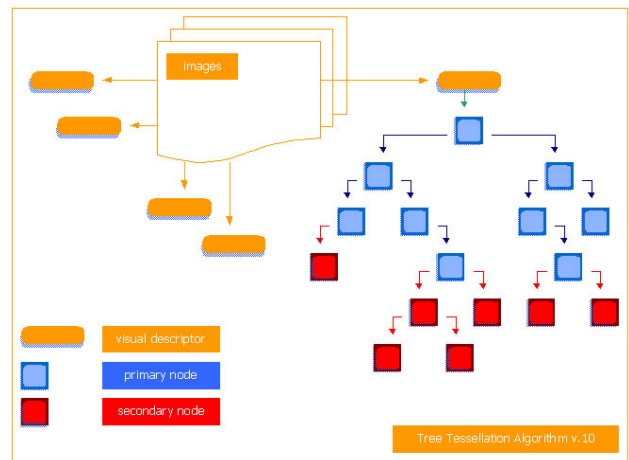 images
visual descriptor
primary node
secondary node
Tree Tessellation Algorithm v.10